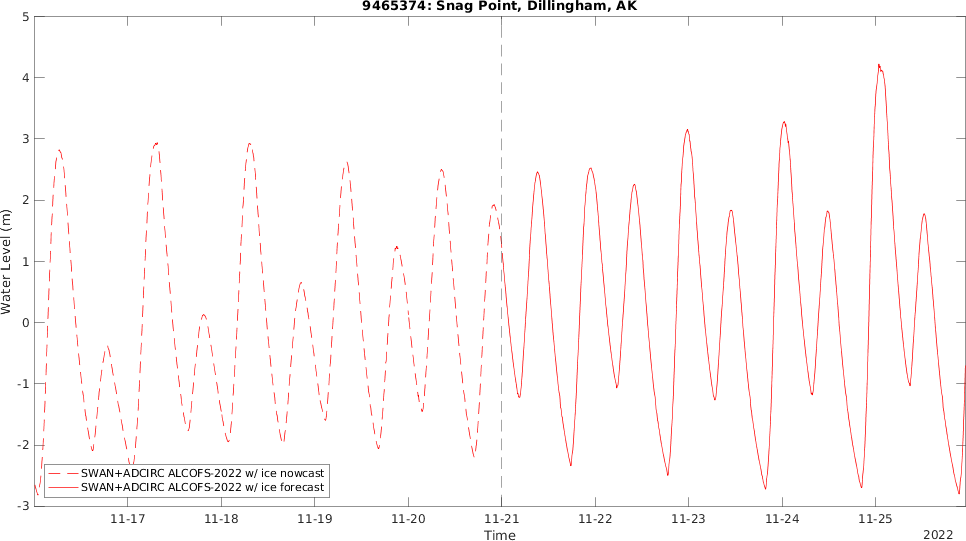 9465374: Snag Point, Dillingham, AK
5
4
3
2
1
0
-1
-2
-3
Water Level (m)
SWAN+ADCIRC ALCOFS-2022 w/ ice nowcast
SWAN+ADCIRC ALCOFS-2022 w/ ice forecast
11-17 11-18 11-19 11-20 11-21 11-22 11-23 11-24 11-25
Time
2022